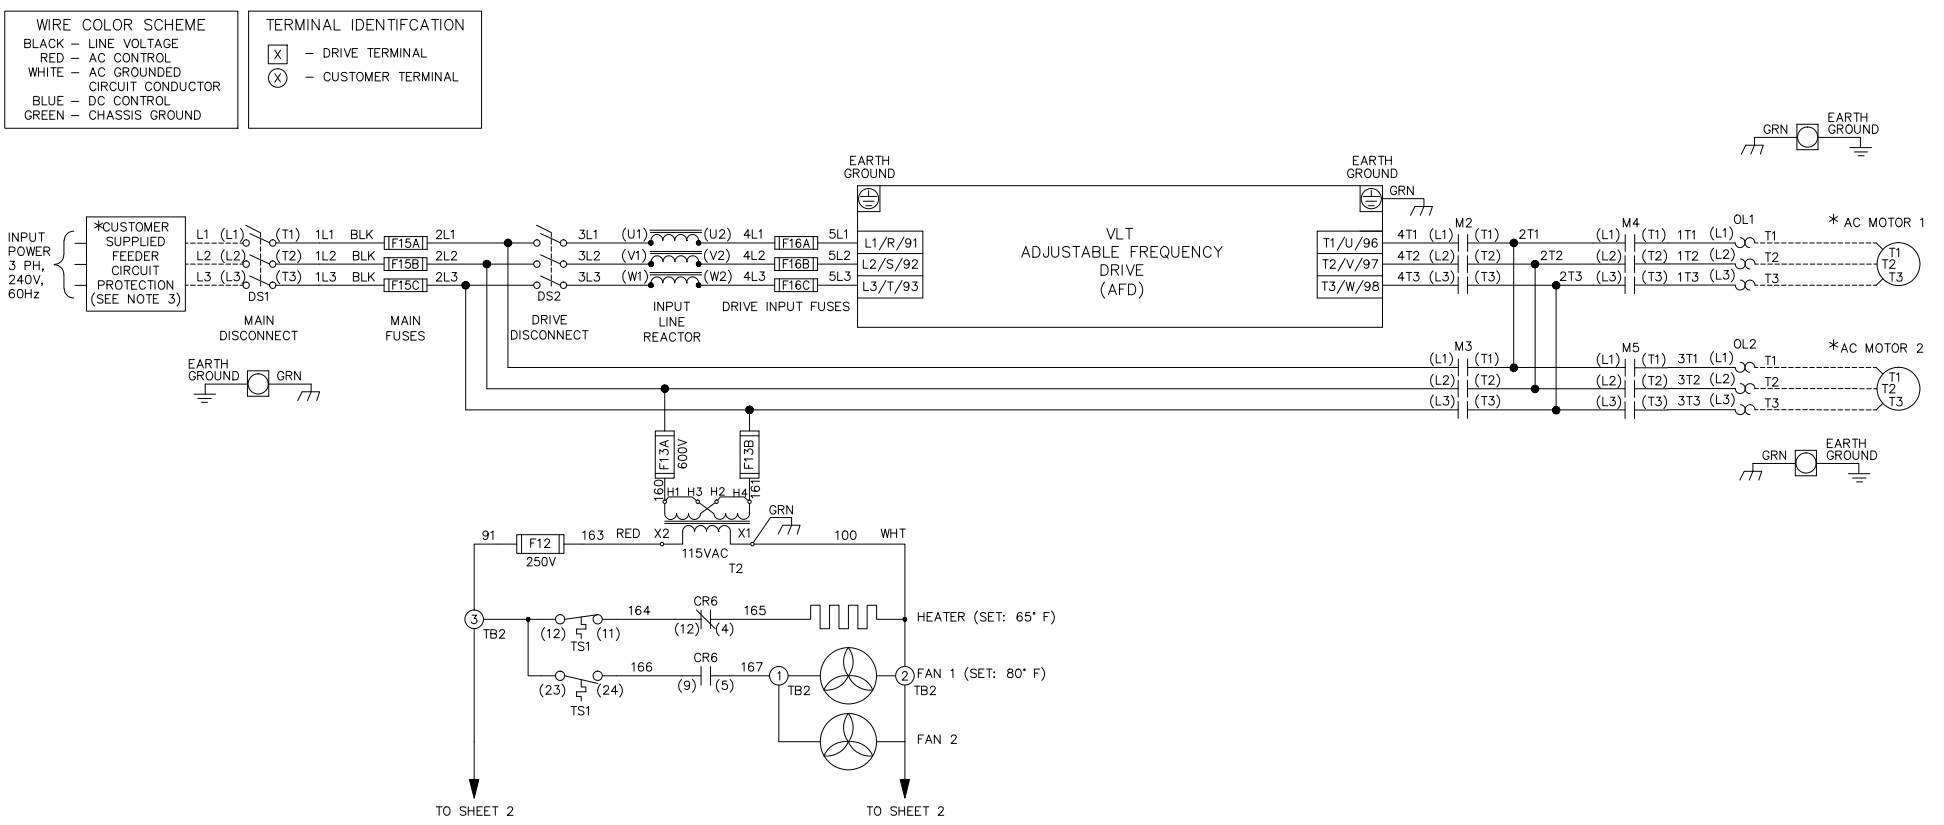 WIRE COLOR SCHEME
BLACK – LINE VOLTAGE
RED – AC CONTROL
WHITE – AC GROUNDED
CIRCUIT CONDUCTOR
BLUE – DC CONTROL
GREEN – CHASSIS GROUND
TERMINAL IDENTIFCATION
X – DRIVE TERMINAL
X – CUSTOMER TERMINAL
GRN
EARTH
GROUND
EARTH
GROUND
EARTH
GROUND
GRN
INPUT
POWER
3 PH,
240V,
60Hz
*CUSTOMER
SUPPLIED
FEEDER
CIRCUIT
PROTECTION
(SEE NOTE 3)
L1 (L1) (T1) 1L1 BLK F15A 2L1 3L1 (U1) (U2) 4L1 F16A 5L1 L1/R/91
L2 (L2) (T2) 1L2 BLK F15B 2L2 3L2 (V1) (V2) 4L2 F16B 5L2 L2/S/92
L3 (L3) (T3) 1L3 BLK F15C 2L3 3L3 (W1) (W2) 4L3 F16C 5L3 L3/T/93
DS1
MAIN
DISCONNECT
MAIN
FUSES
DS2
DRIVE
DISCONNECT
INPUT
LINE
REACTOR
DRIVE INPUT FUSES
VLT
ADJUSTABLE FREQUENCY
DRIVE
(AFD)
M2 M4 OL1 * AC MOTOR 1
T1/U/96 4T1 (L1) (T1) 2T1 (L1) (T1) 1T1 (L1) T1
T2/V/97 4T2 (L2) (T2) 2T2 (L2) (T2) 1T2 (L2) T2
T3/W/98 4T3 (L3) (T3) 2T3 (L3) (T3) 1T3 (L3) T3
T1
T2
T3
M3 M5 OL2 *AC MOTOR 2
(L1) (T1) (L1) (T1) 3T1 (L1) T1
(L2) (T2) (L2) (T2) 3T2 (L2) T2
(L3) (T3) (L3) (T3) 3T3 (L3) T3
T1
T2
T3
EARTH
GROUND
GRN
GRN
EARTH
GROUND
F13A
600V
F13B
160
H1 H3 H2 H4
161
GRN
91 F12 163 RED X2 X1 100 WHT
250V
115VAC
T2
3
TB2
(12) (11) 164 CR6 165 HEATER (SET: 65° F)
TS1
(12) (4)
(23) (24) 166 CR6 167 1 2 FAN 1 (SET: 80° F)
TS1
(9) (5)
TB2
TB2
FAN 2
TO SHEET 2
TO SHEET 2